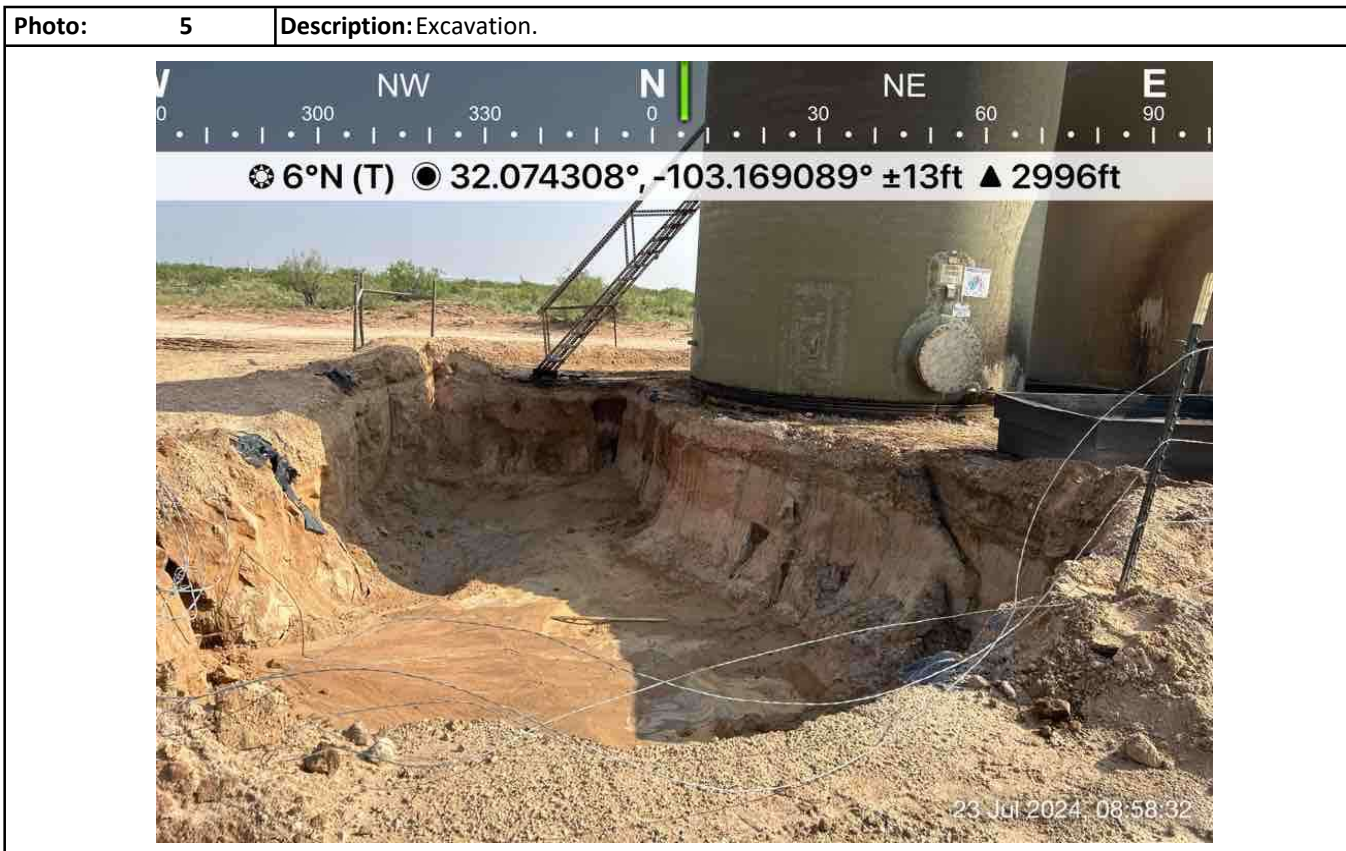 Photo: 5 Description: Excavation.
W NW N NE E
300 330 0 30 60 90
6°N (T) 32.074308°, -103.169089° ±13ft ▲ 2996ft
23 Jul 2024, 08:58:32